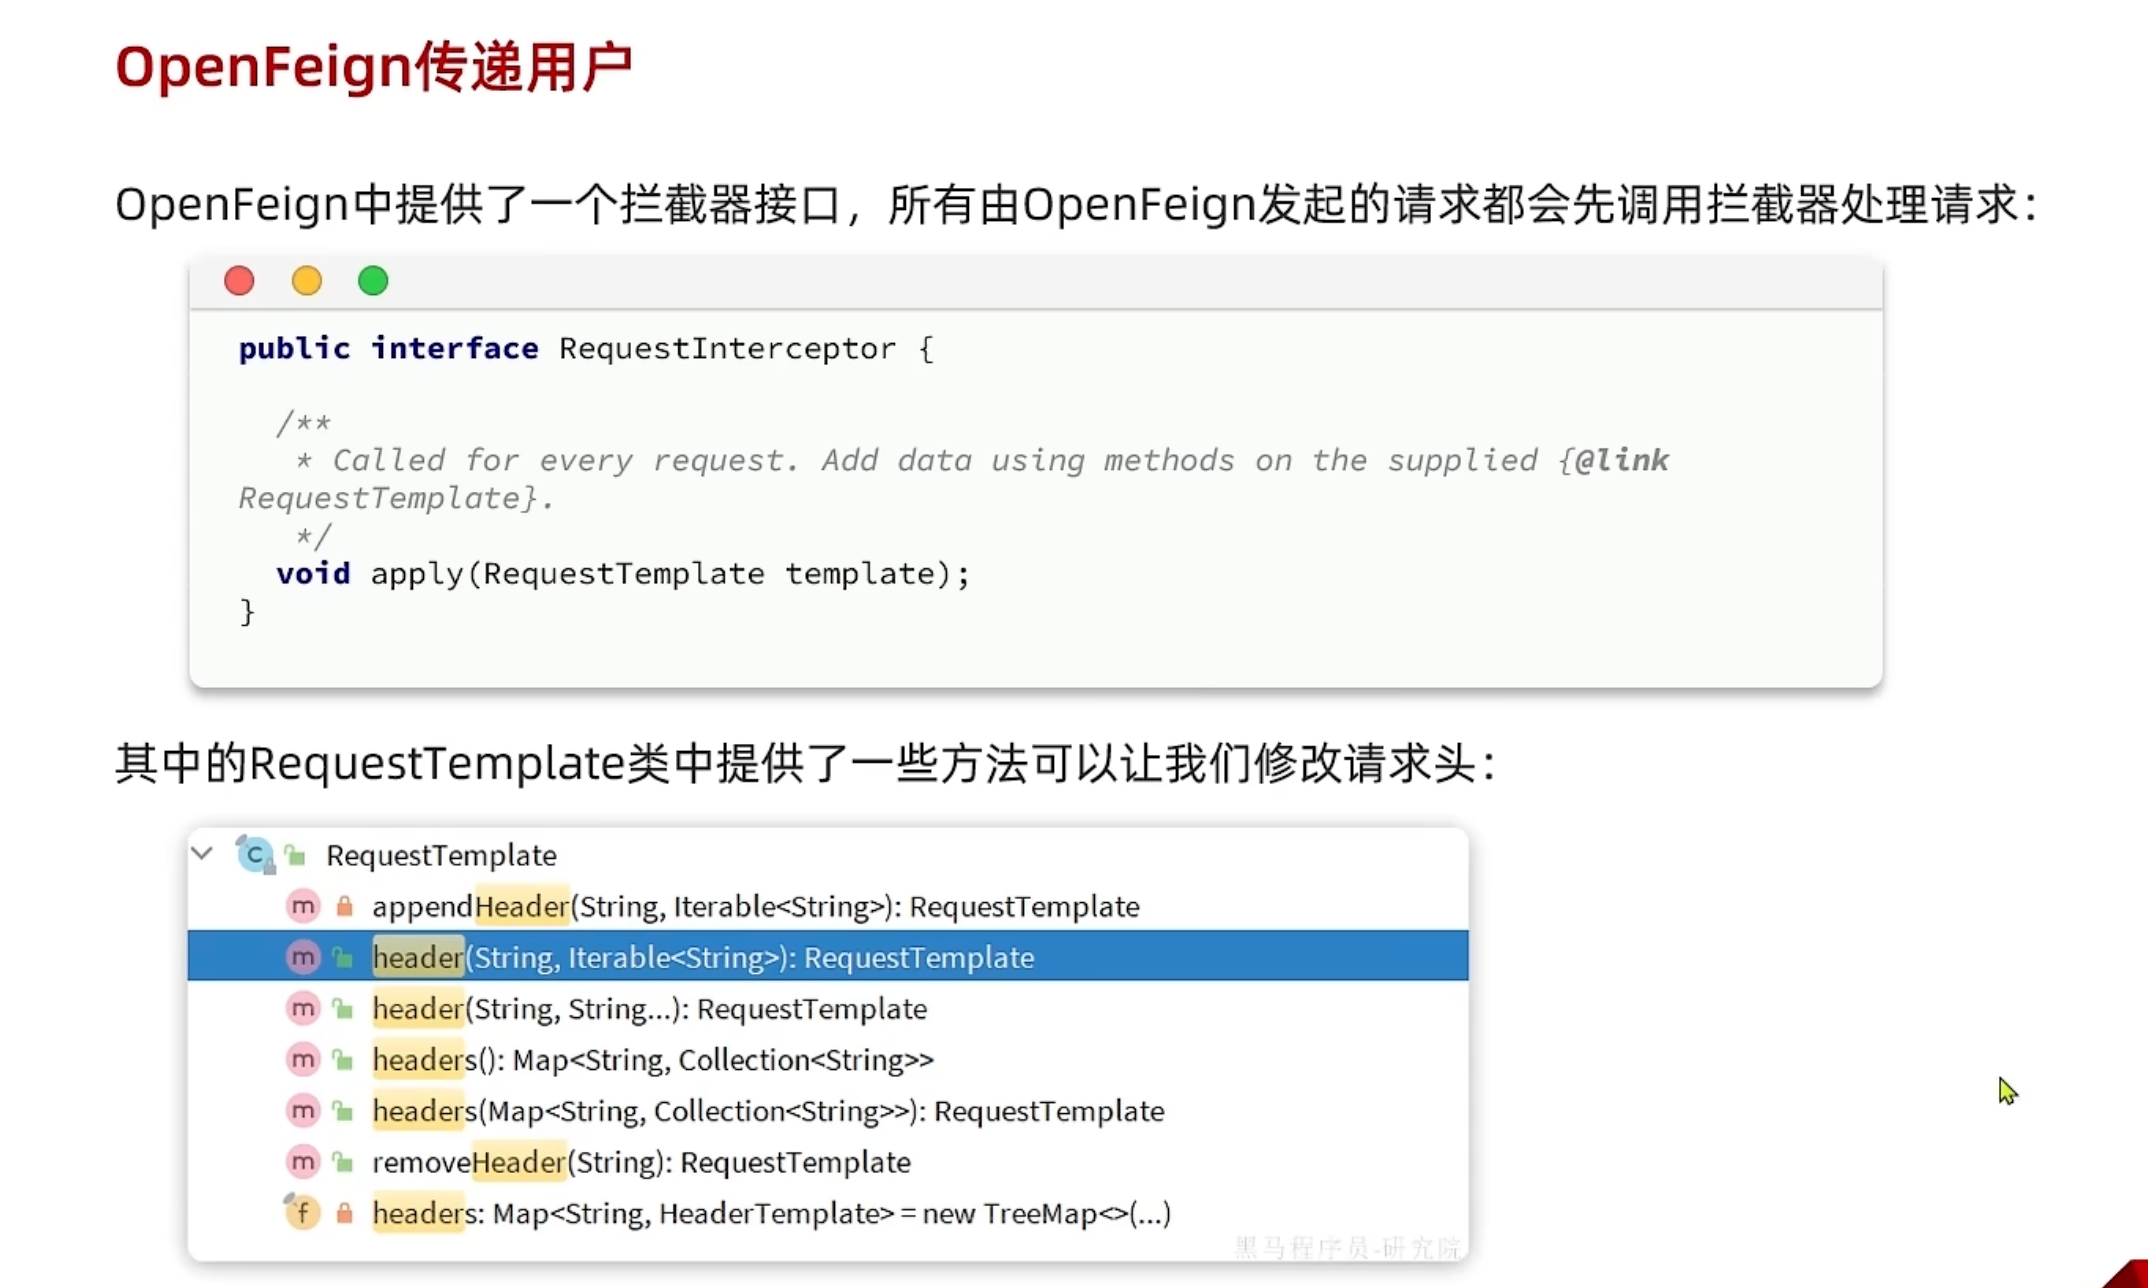 OpenFeign传递用户
OpenFeign中提供了一个拦截器接口，所有由OpenFeign发起的请求都会先调用拦截器处理请求：
public interface RequestInterceptor {
/**
* Called for every request. Add data using methods on the supplied {@link
RequestTemplate}.
*/
void apply(RequestTemplate template);
}
其中的RequestTemplate类中提供了一些方法可以让我们修改请求头：
C RequestTemplate
m appendHeader(String, Iterable<String>): RequestTemplate
m header(String, Iterable<String>): RequestTemplate
m header(String, String...): RequestTemplate
m headers(): Map<String, Collection<String>>
m headers(Map<String, Collection<String>>): RequestTemplate
m removeHeader(String): RequestTemplate
f headers: Map<String, HeaderTemplate> = new TreeMap<>(...)
黑马程序员-研究院